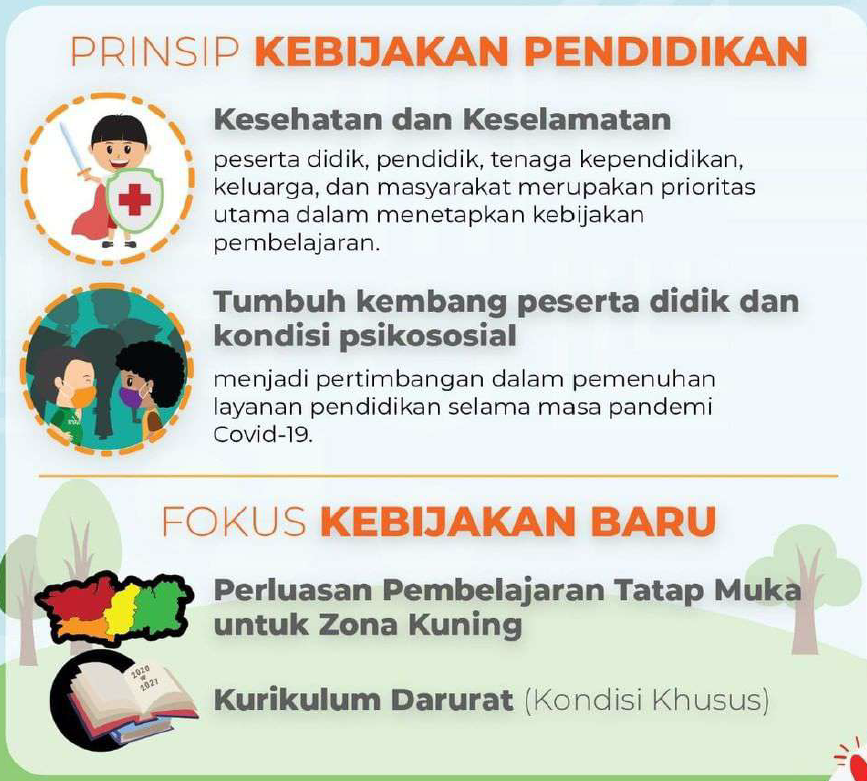 PRINSIP KEBIJAKAN PENDIDIKAN
Kesehatan dan Keselamatan
peserta didik, pendidik, tenaga kependidikan,
keluarga, dan masyarakat merupakan prioritas
utama dalam menetapkan kebijakan
pembelajaran.
Tumbuh kembang peserta didik dan
kondisi psikososial
menjadi pertimbangan dalam pemenuhan
layanan pendidikan selama masa pandemi
Covid-19.
FOKUS KEBIJAKAN BARU
Perluasan Pembelajaran Tatap Muka
untuk Zona Kuning
2020
2021
Kurikulum Darurat (Kondisi Khusus)